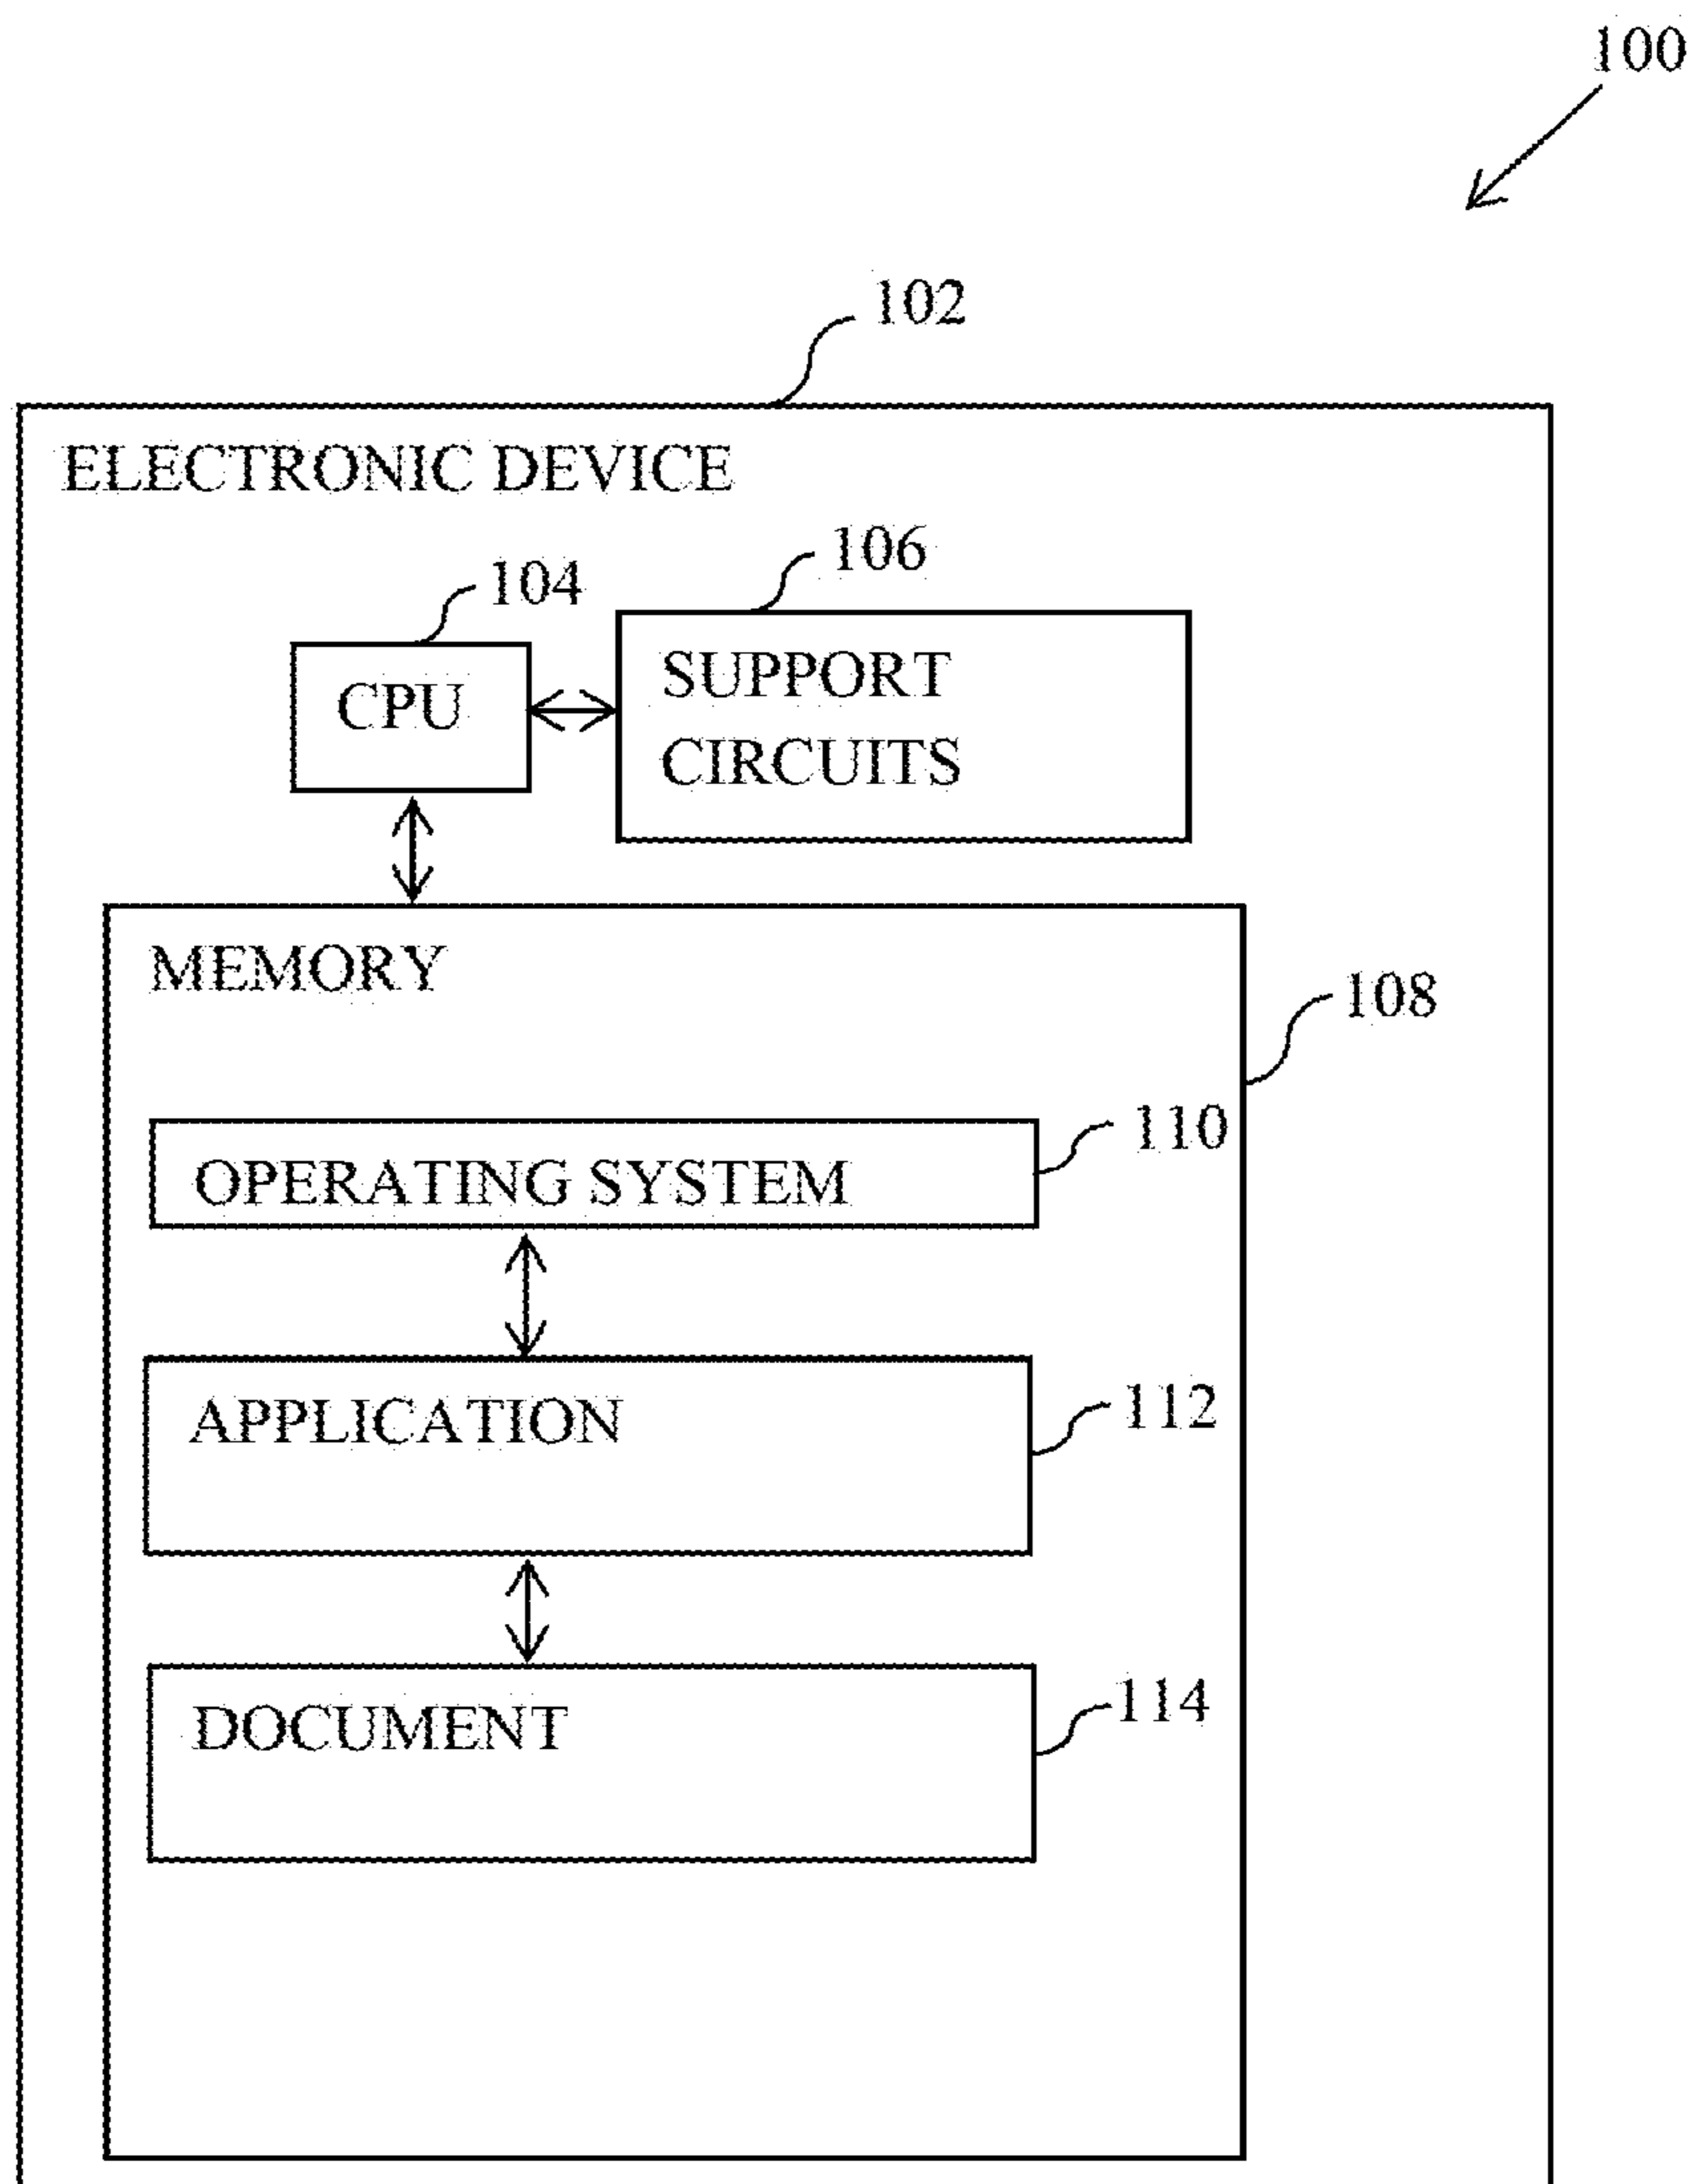 100
102
ELECTRONIC DEVICE
106
104
SUPPORT
CIRCUITS
CPU
MEMORY
108
110
OPERATING SYSTEM
APPLICATION
112
DOCUMENT
114